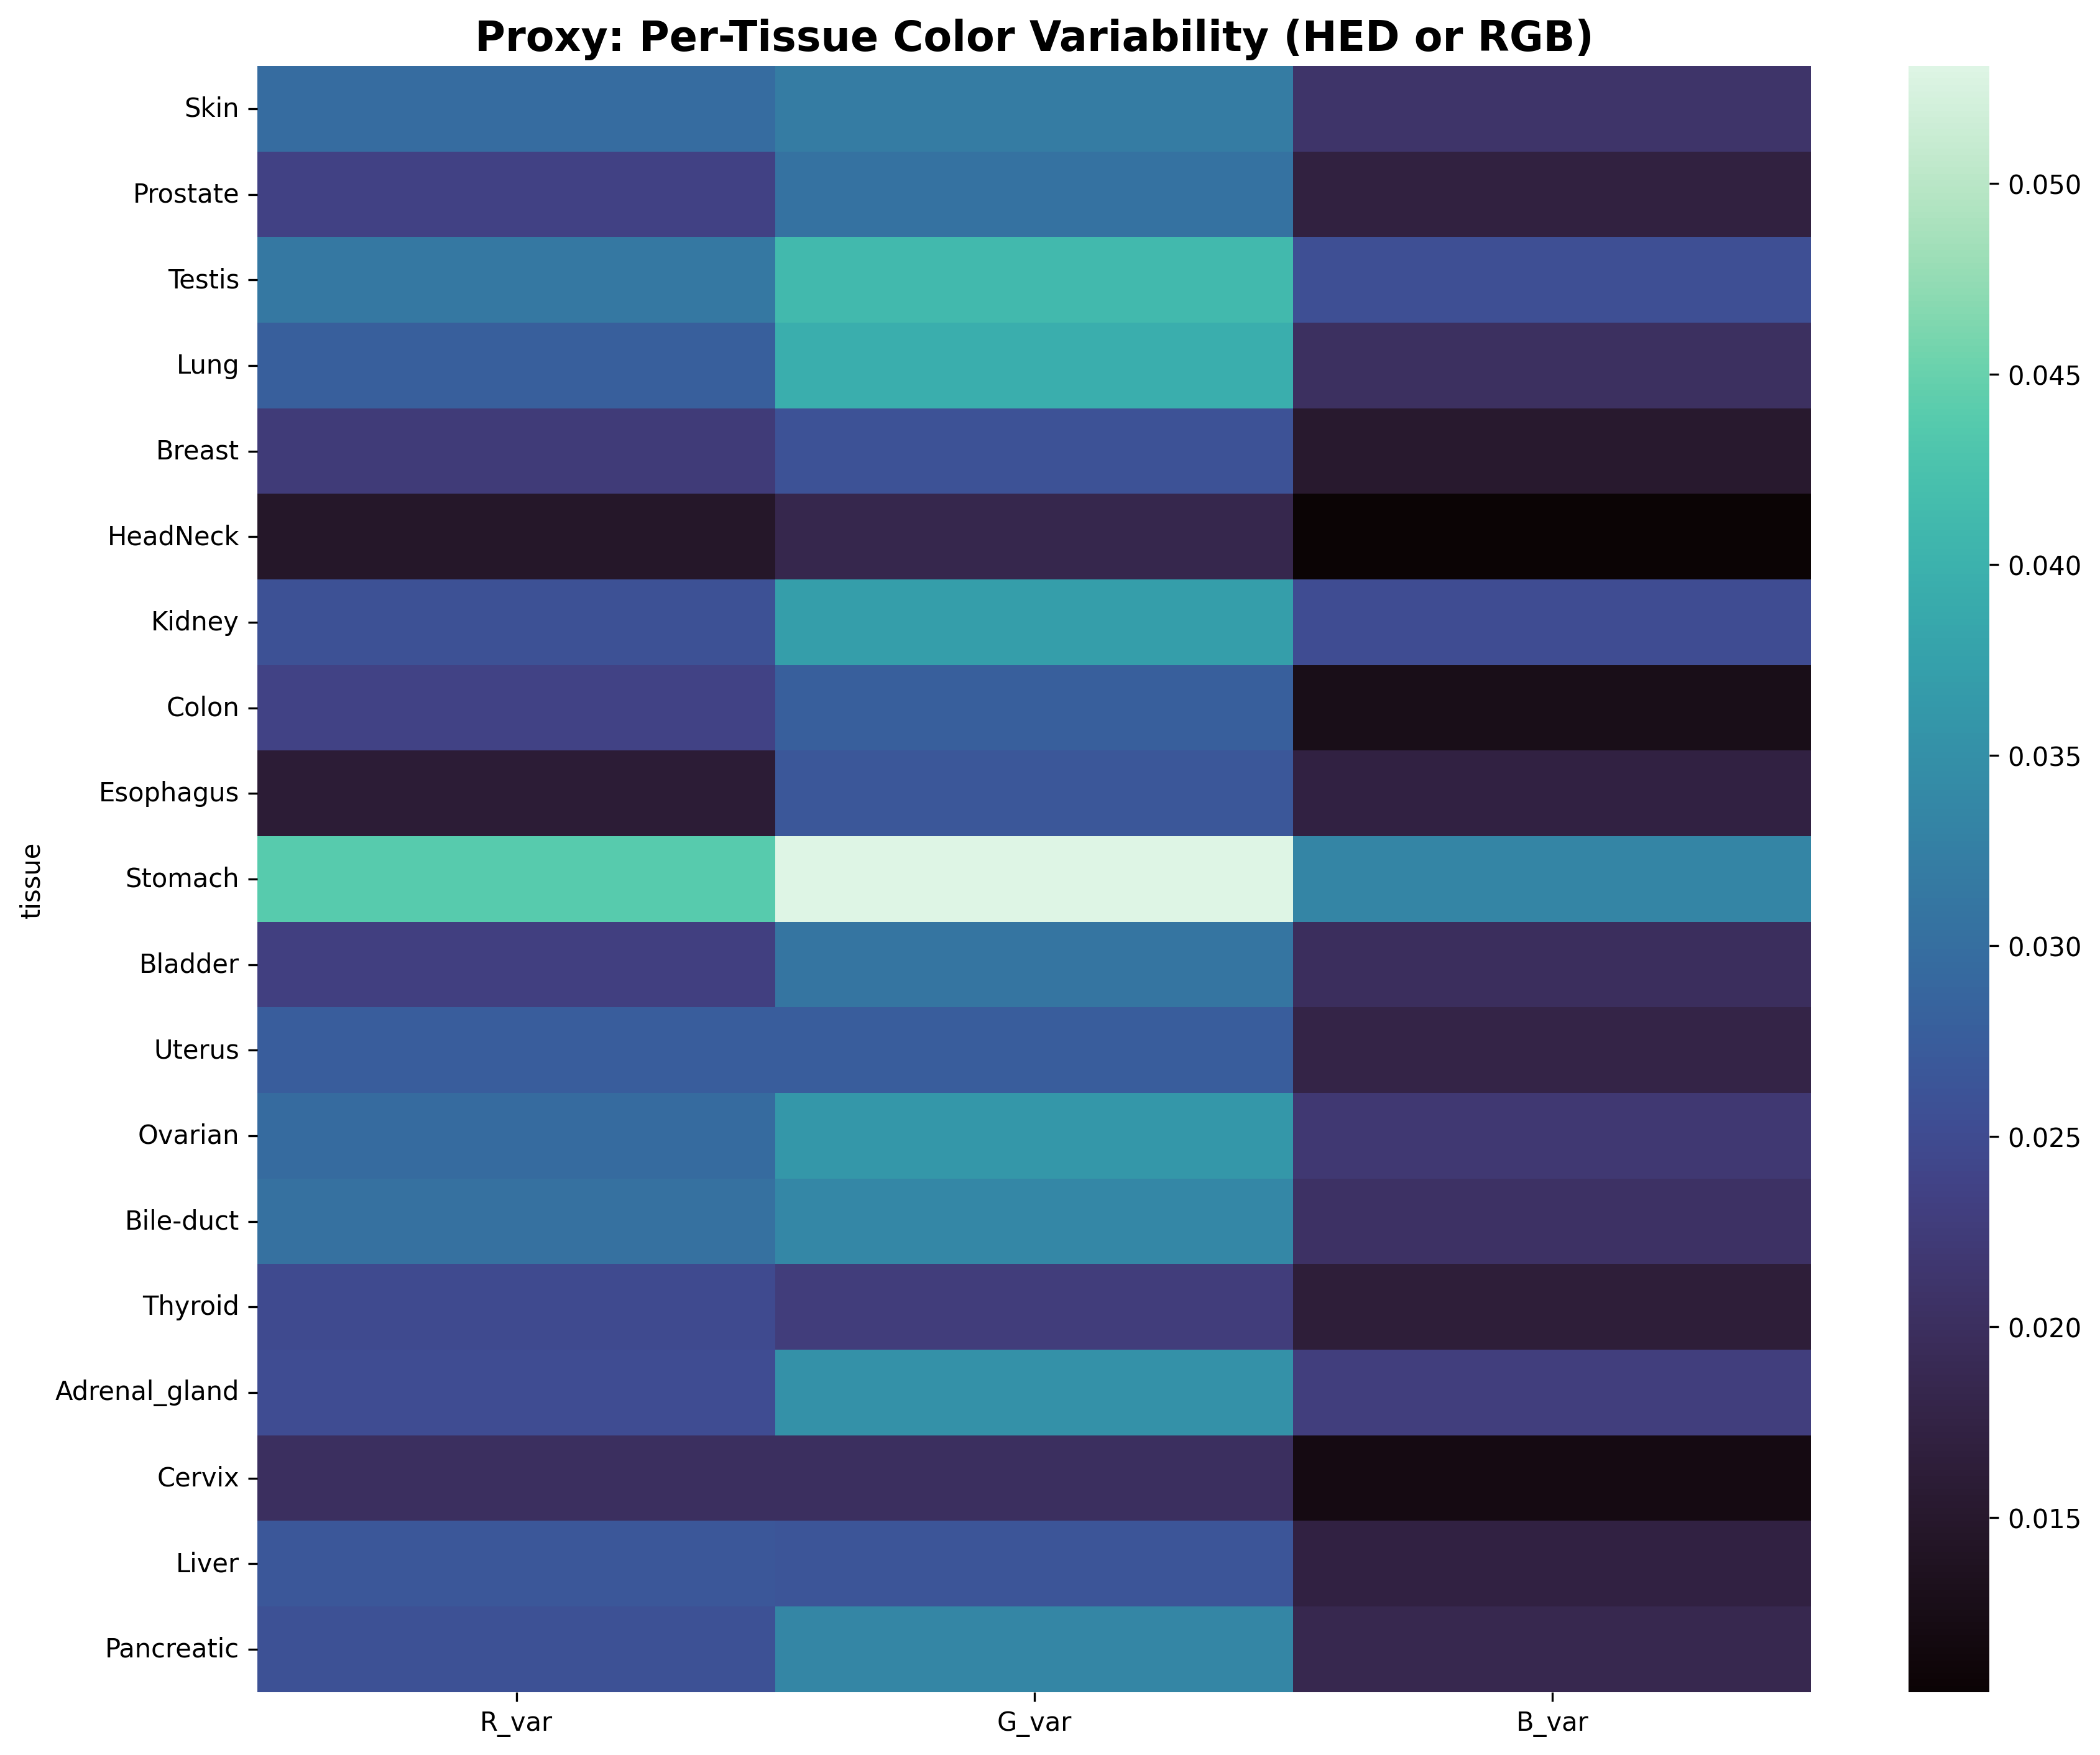 Proxy: Per-Tissue Color Variability (HED or RGB)
tissue
Skin
Prostate
Testis
Lung
Breast
HeadNeck
Kidney
Colon
Esophagus
Stomach
Bladder
Uterus
Ovarian
Bile-duct
Thyroid
Adrenal_gland
Cervix
Liver
Pancreatic
R_var
G_var
B_var
0.050
0.045
0.040
0.035
0.030
0.025
0.020
0.015